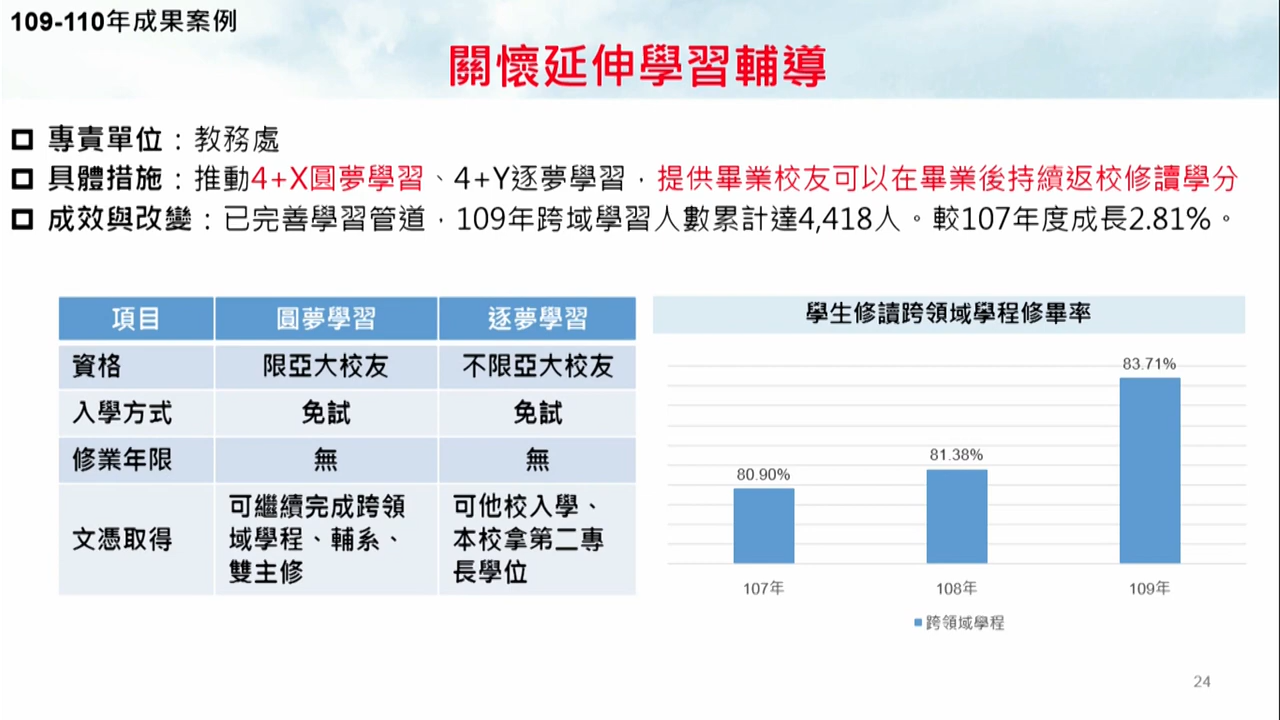 109-110年成果案例
關懷延伸學習輔導
專責單位：教務處
具體措施：推動4+X圓夢學習、4+Y逐夢學習，提供畢業校友可以在畢業後持續返校修讀學分
成效與改變：已完善學習管道，109年跨域學習人數累計達4,418人。較107年度成長2.81%。
項目 圓夢學習 逐夢學習
資格 限亞大校友 不限亞大校友
入學方式 免試 免試
修業年限 無 無
文憑取得
可繼續完成跨領
域學程、輔系、
雙主修
可他校入學、
本校拿第二專
長學位
學生修讀跨領域學程修畢率
80.90%
81.38%
83.71%
107年 108年 109年
跨領域學程
24